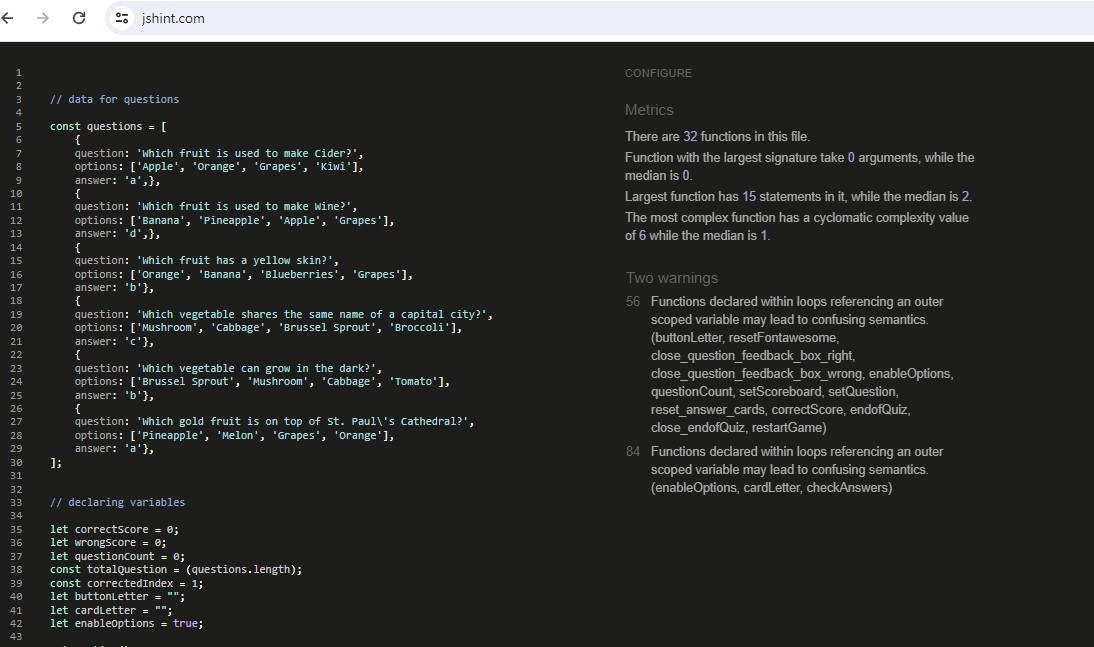 jshint.com
1
2
3 // data for questions
4
5 const questions = [
6 {
7 question: 'Which fruit is used to make Cider?',
8 options: ['Apple', 'Orange', 'Grapes', 'Kiwi'],
9 answer: 'a',},
10 {
11 question: 'Which fruit is used to make Wine?',
12 options: ['Banana', 'Pineapple', 'Apple', 'Grapes'],
13 answer: 'd',},
14 {
15 question: 'Which fruit has a yellow skin?',
16 options: ['Orange', 'Banana', 'Blueberries', 'Grapes'],
17 answer: 'b'},
18 {
19 question: 'Which vegetable shares the same name of a capital city?',
20 options: ['Mushroom', 'Cabbage', 'Brussel Sprout', 'Broccoli'],
21 answer: 'c'},
22 {
23 question: 'Which vegetable can grow in the dark?',
24 options: ['Brussel Sprout', 'Mushroom', 'Cabbage', 'Tomato'],
25 answer: 'b'},
26 {
27 question: 'Which gold fruit is on top of St. Paul\'s Cathedral?',
28 options: ['Pineapple', 'Melon', 'Grapes', 'Orange'],
29 answer: 'a'},
30 ];
31
32
33 // declaring variables
34
35 let correctScore = 0;
36 let wrongScore = 0;
37 let questionCount = 0;
38 const totalQuestion = (questions.length);
39 const correctedIndex = 1;
40 let buttonLetter = "";
41 let cardLetter = "";
42 let enableOptions = true;
43
CONFIGURE
Metrics
There are 32 functions in this file.
Function with the largest signature take 0 arguments, while the
median is 0.
Largest function has 15 statements in it, while the median is 2.
The most complex function has a cyclomatic complexity value
of 6 while the median is 1.
Two warnings
56 Functions declared within loops referencing an outer
scoped variable may lead to confusing semantics.
(buttonLetter, resetFontawesome,
close_question_feedback_box_right,
close_question_feedback_box_wrong, enableOptions,
questionCount, setScoreboard, setQuestion,
reset_answer_cards, correctScore, endofQuiz,
close_endofQuiz, restartGame)
84 Functions declared within loops referencing an outer
scoped variable may lead to confusing semantics.
(enableOptions, cardLetter, checkAnswers)